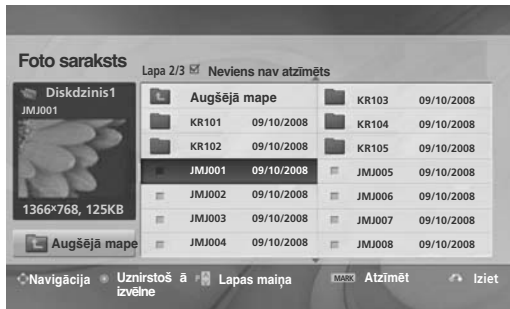 Foto saraksts
Lapa 2/3 Neviens nav atzīmēts
Diskdzinis1
JMJ001
1366x768, 125KB
Augšējā mape
Augšējā mape
KR101 09/10/2008
KR102 09/10/2008
JMJ001 09/10/2008
JMJ002 09/10/2008
JMJ003 09/10/2008
JMJ004 09/10/2008
KR103 09/10/2008
KR104 09/10/2008
KR105 09/10/2008
JMJ005 09/10/2008
JMJ006 09/10/2008
JMJ007 09/10/2008
JMJ008 09/10/2008
Navigācija Uznirstoš ā P Lapas maiņa MARK Atzīmēt Iziet
izvēlne